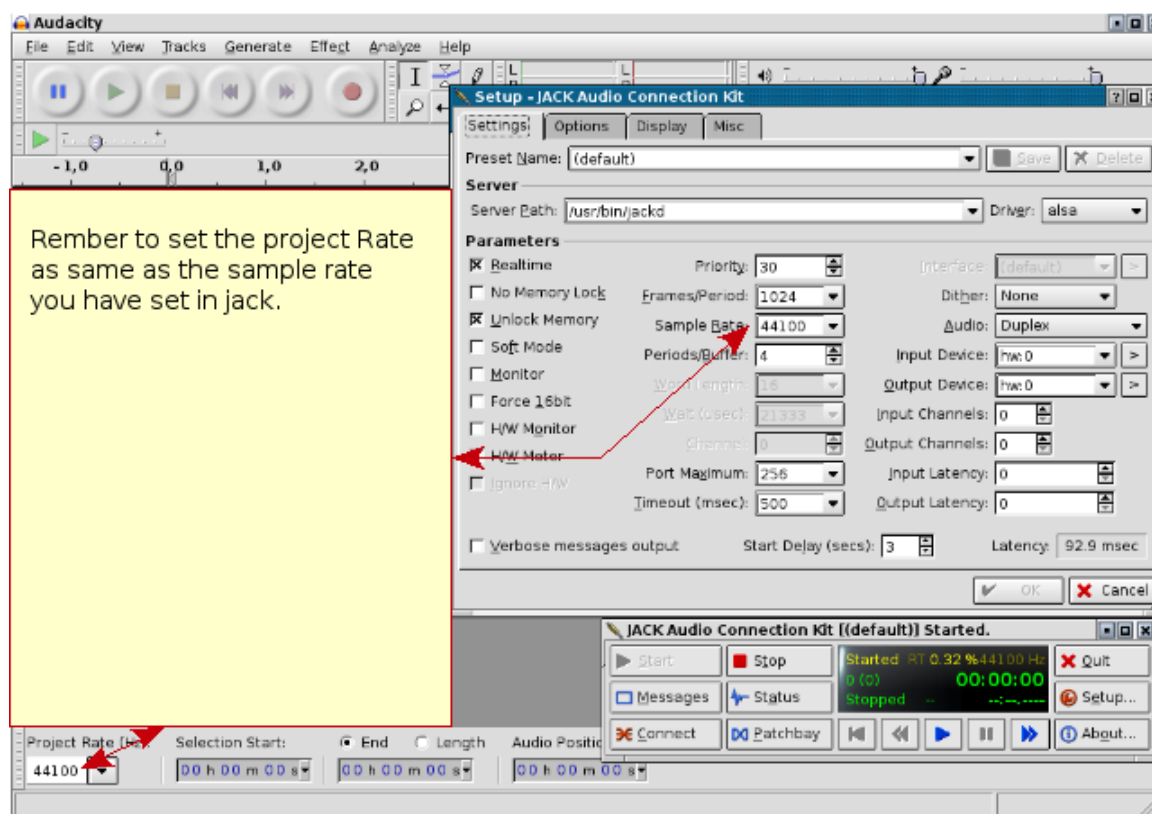 Audacity
File Edit View Tracks Generate Effect Analyze Help
-1,0 0,0 1,0 2,0
Rember to set the project Rate
as same as the sample rate
you have set in jack.
Setup - JACK Audio Connection Kit
Settings Options Display Misc
Preset Name: (default) Save Delete
Server
Server Path: /usr/bin/jackd Driver: alsa
Parameters
Realtime Priority: 30 Interface: (default) >
No Memory Lock Frames/Period: 1024 Dither: None
Unlock Memory Sample Rate: 44100 Audio: Duplex
Soft Mode Periods/Buffer: 4 Input Device: hw:0 >
Monitor Word Length: 16 Output Device: hw:0 >
Force 16bit Wait (usec): 21333 Input Channels: 0
H/W Monitor Channel: 0 Output Channels: 0
H/W Meter Port Maximum: 256 Input Latency: 0
Ignore H/W Timeout (msec): 500 Output Latency: 0
Verbose messages output Start Delay (secs): 3 Latency: 92.9 msec
OK Cancel
JACK Audio Connection Kit [(default)] Started.
Start Stop Started RT 0.32 % 44100 Hz Quit
0 (0) 00:00:00
Messages Status Stopped -- --:--.---- Setup...
Connect Patchbay About...
Project Rate (Hz): Selection Start: End Length Audio
44100 00 h 00 m 00 s 00 h 00 m 00 s 00 h 00 m 00 s